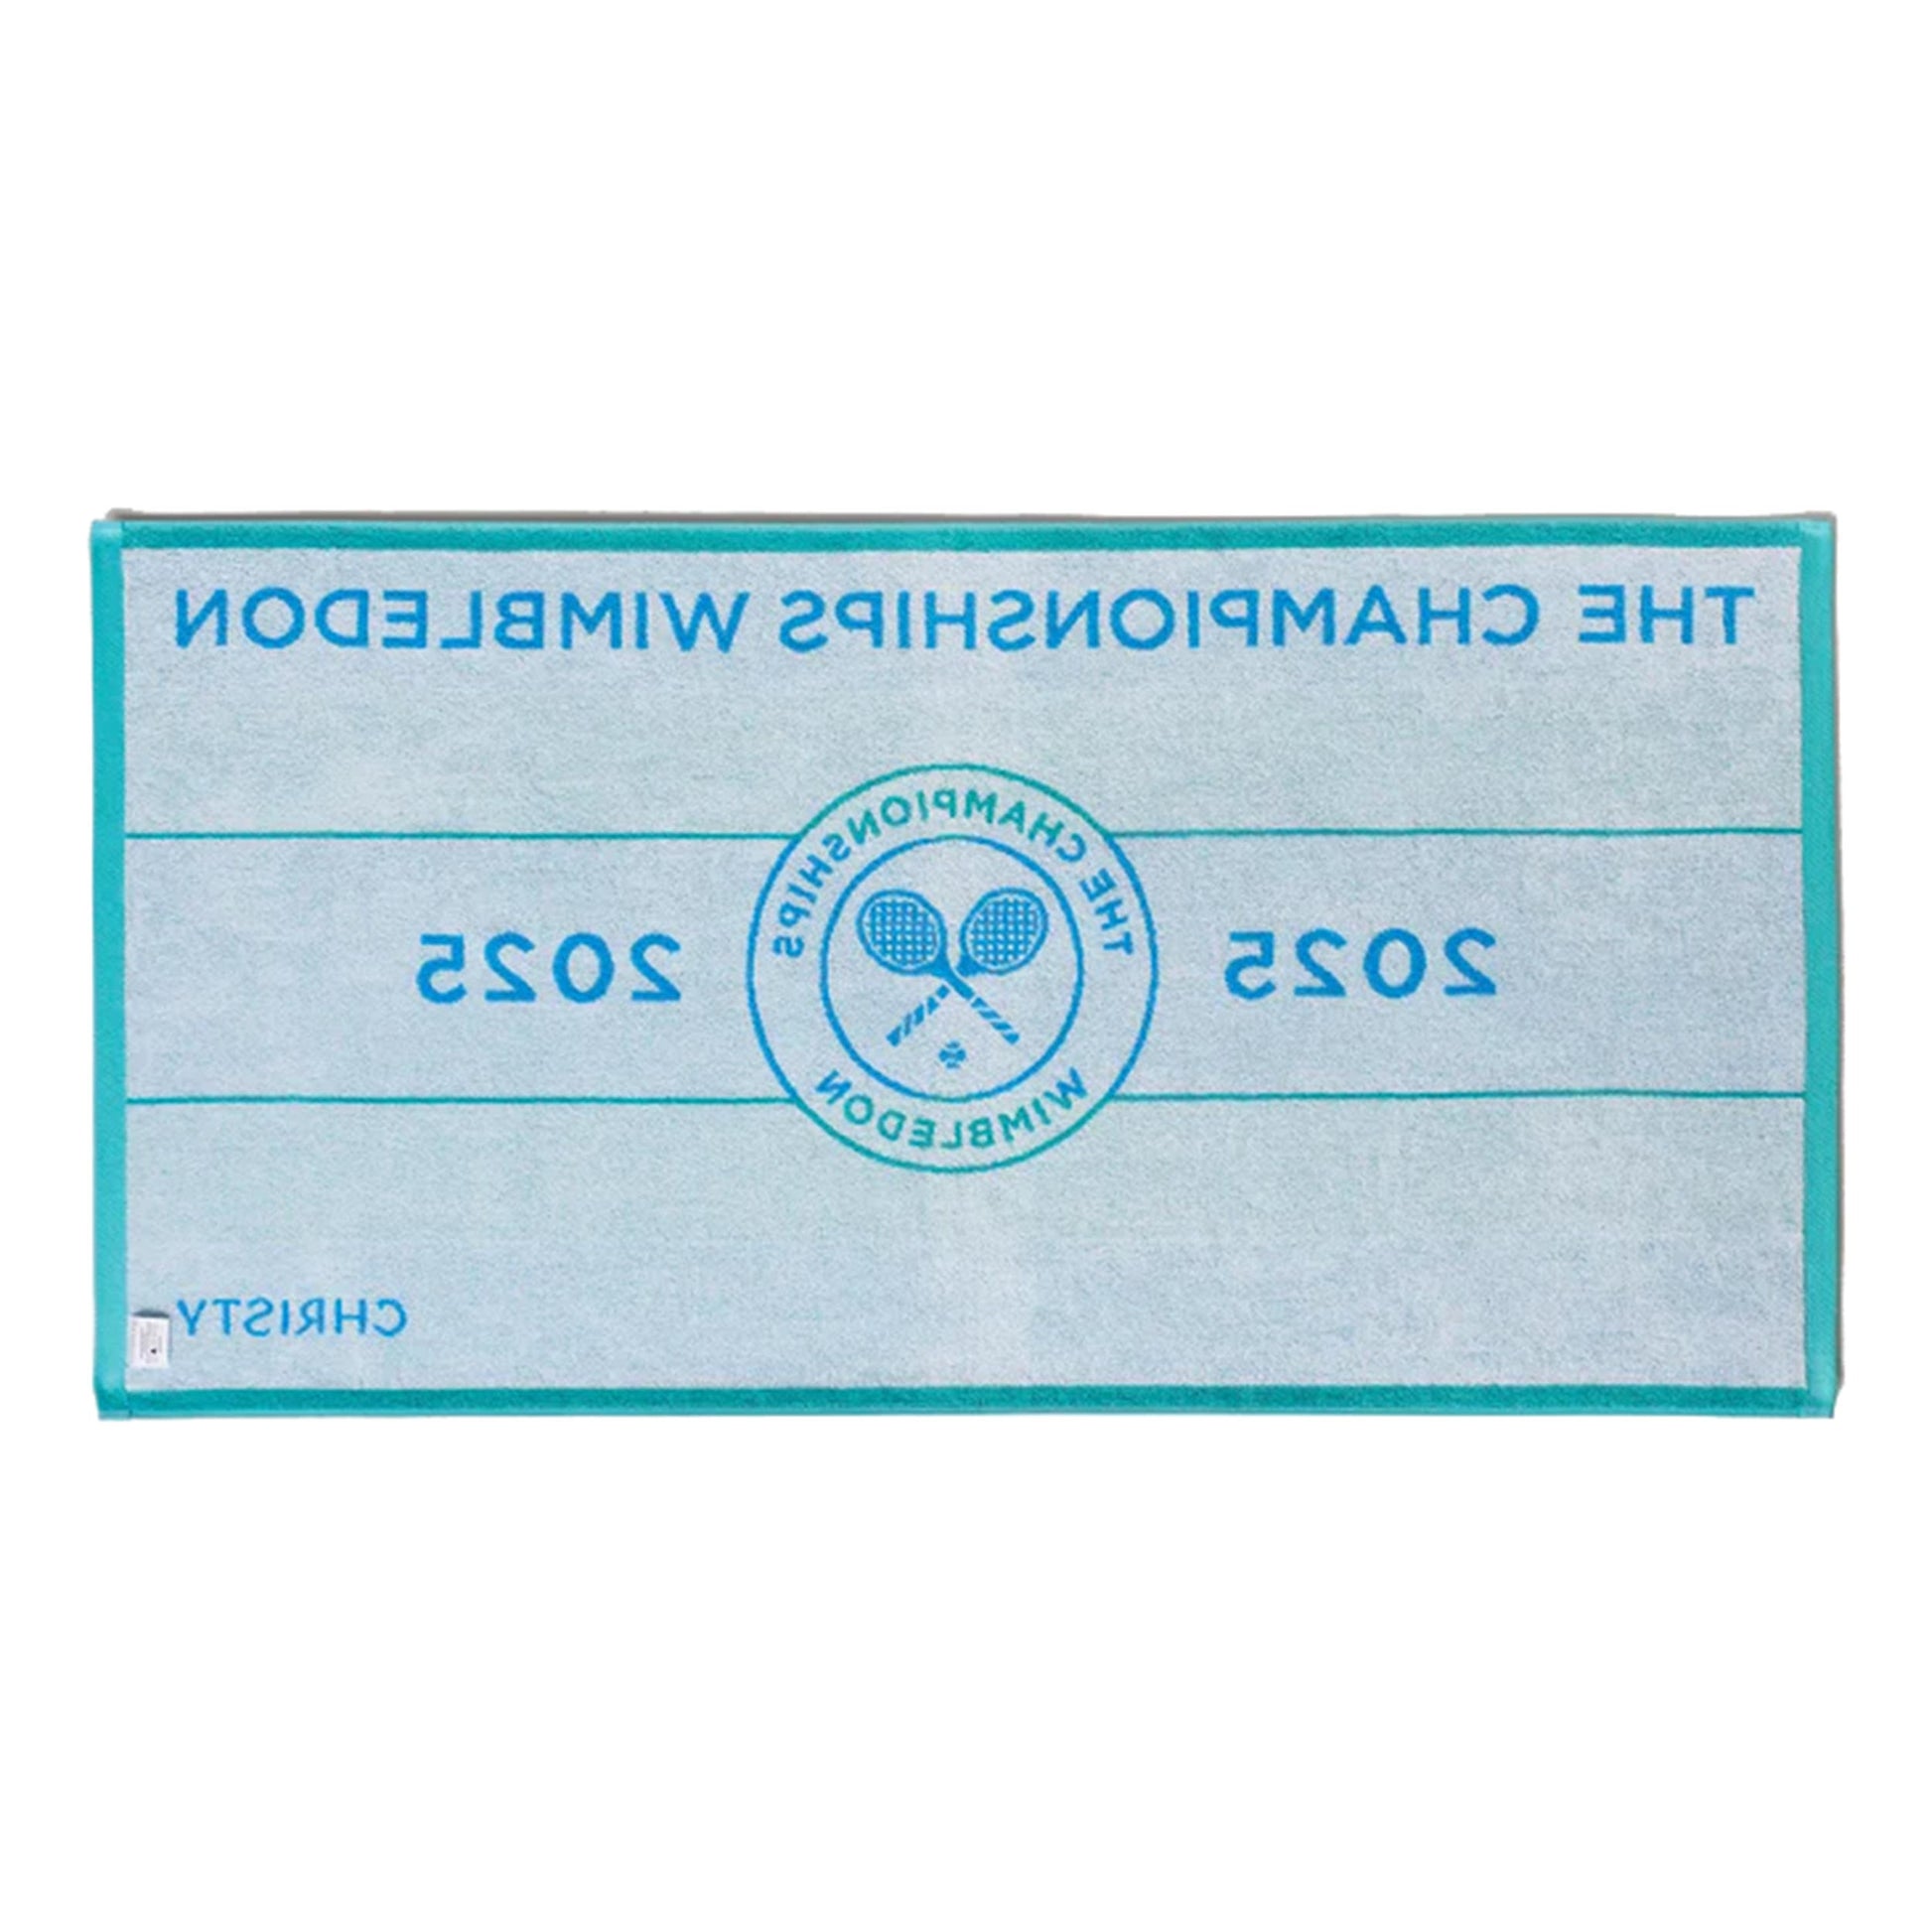 THE CHAMPIONSHIPS WIMBLEDON
THE CHAMPIONSHIPS
2025 2025
WIMBLEDON
CHRISTY